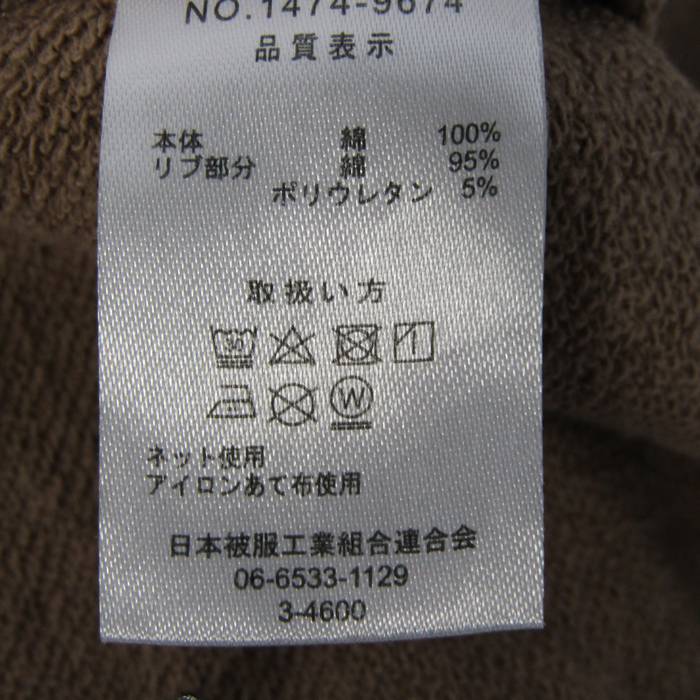 NO.1474-9674
品質表示
本体 綿 100%
リブ部分 綿 95%
ポリウレタン 5%
取扱い方
30
W
ネット使用
アイロンあて布使用
日本被服工業組合連合会
06-6533-1129
3-4600